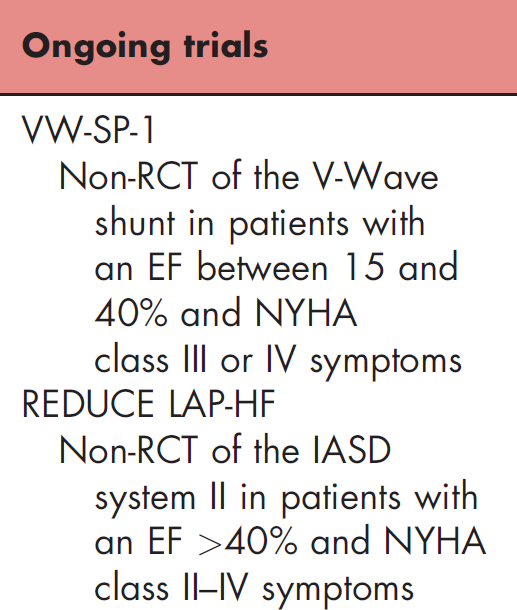 Ongoing trials
VW-SP-1
Non-RCT of the V-Wave
shunt in patients with
an EF between 15 and
40% and NYHA
class III or IV symptoms
REDUCE LAP-HF
Non-RCT of the IASD
system II in patients with
an EF >40% and NYHA
class II–IV symptoms